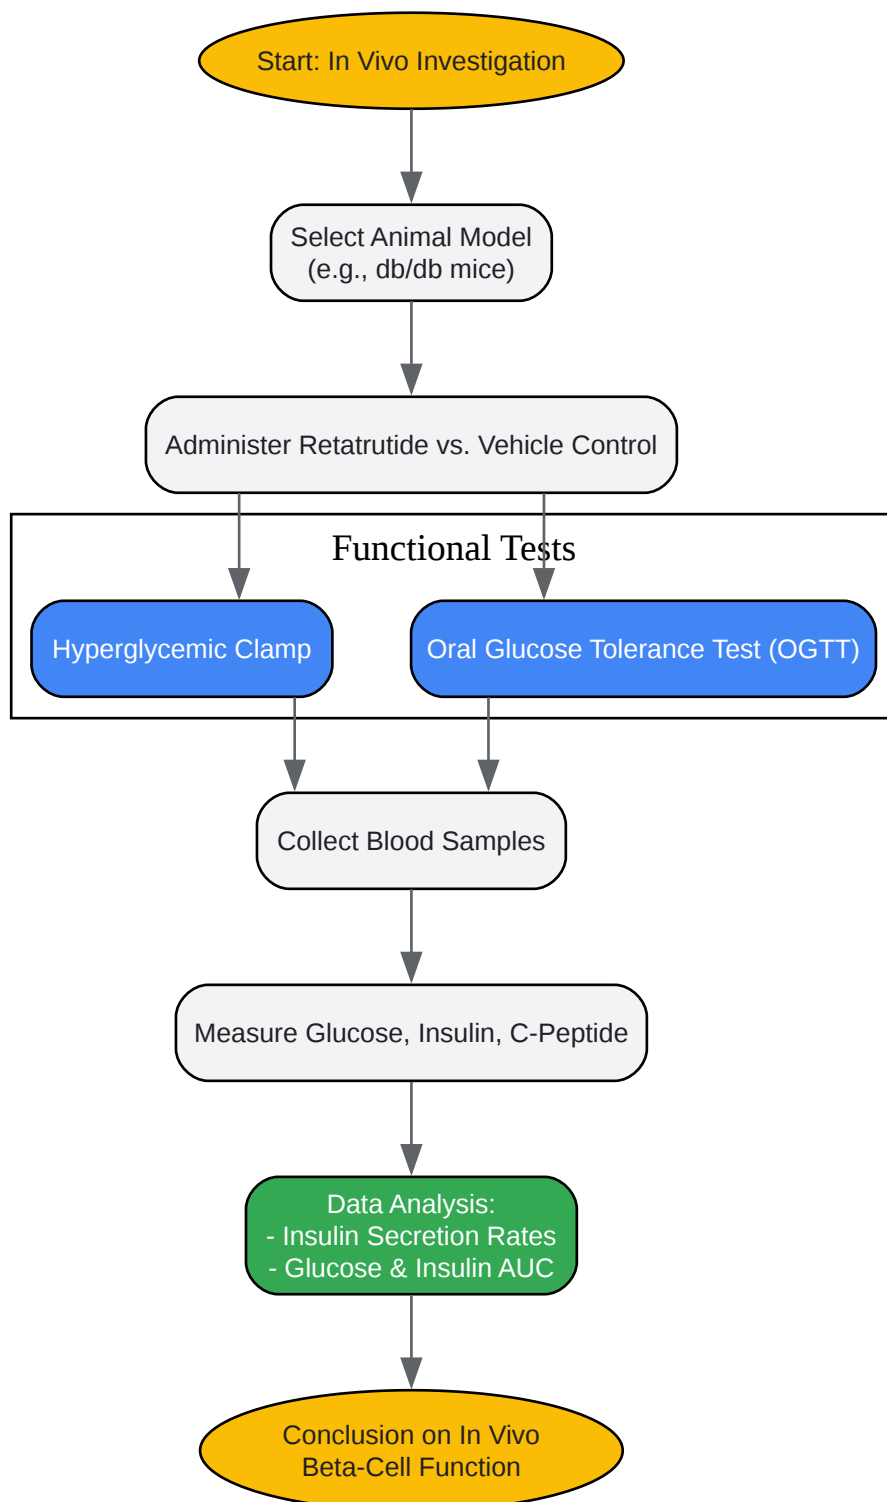 Start: In Vivo Investigation
Select Animal Model
(e.g., db/db mice)
Administer Retatrutide vs. Vehicle Control
Functional Tests
Hyperglycemic Clamp
Oral Glucose Tolerance Test (OGTT)
Collect Blood Samples
Measure Glucose, Insulin, C-Peptide
Data Analysis:
- Insulin Secretion Rates
- Glucose & Insulin AUC
Conclusion on In Vivo
Beta-Cell Function